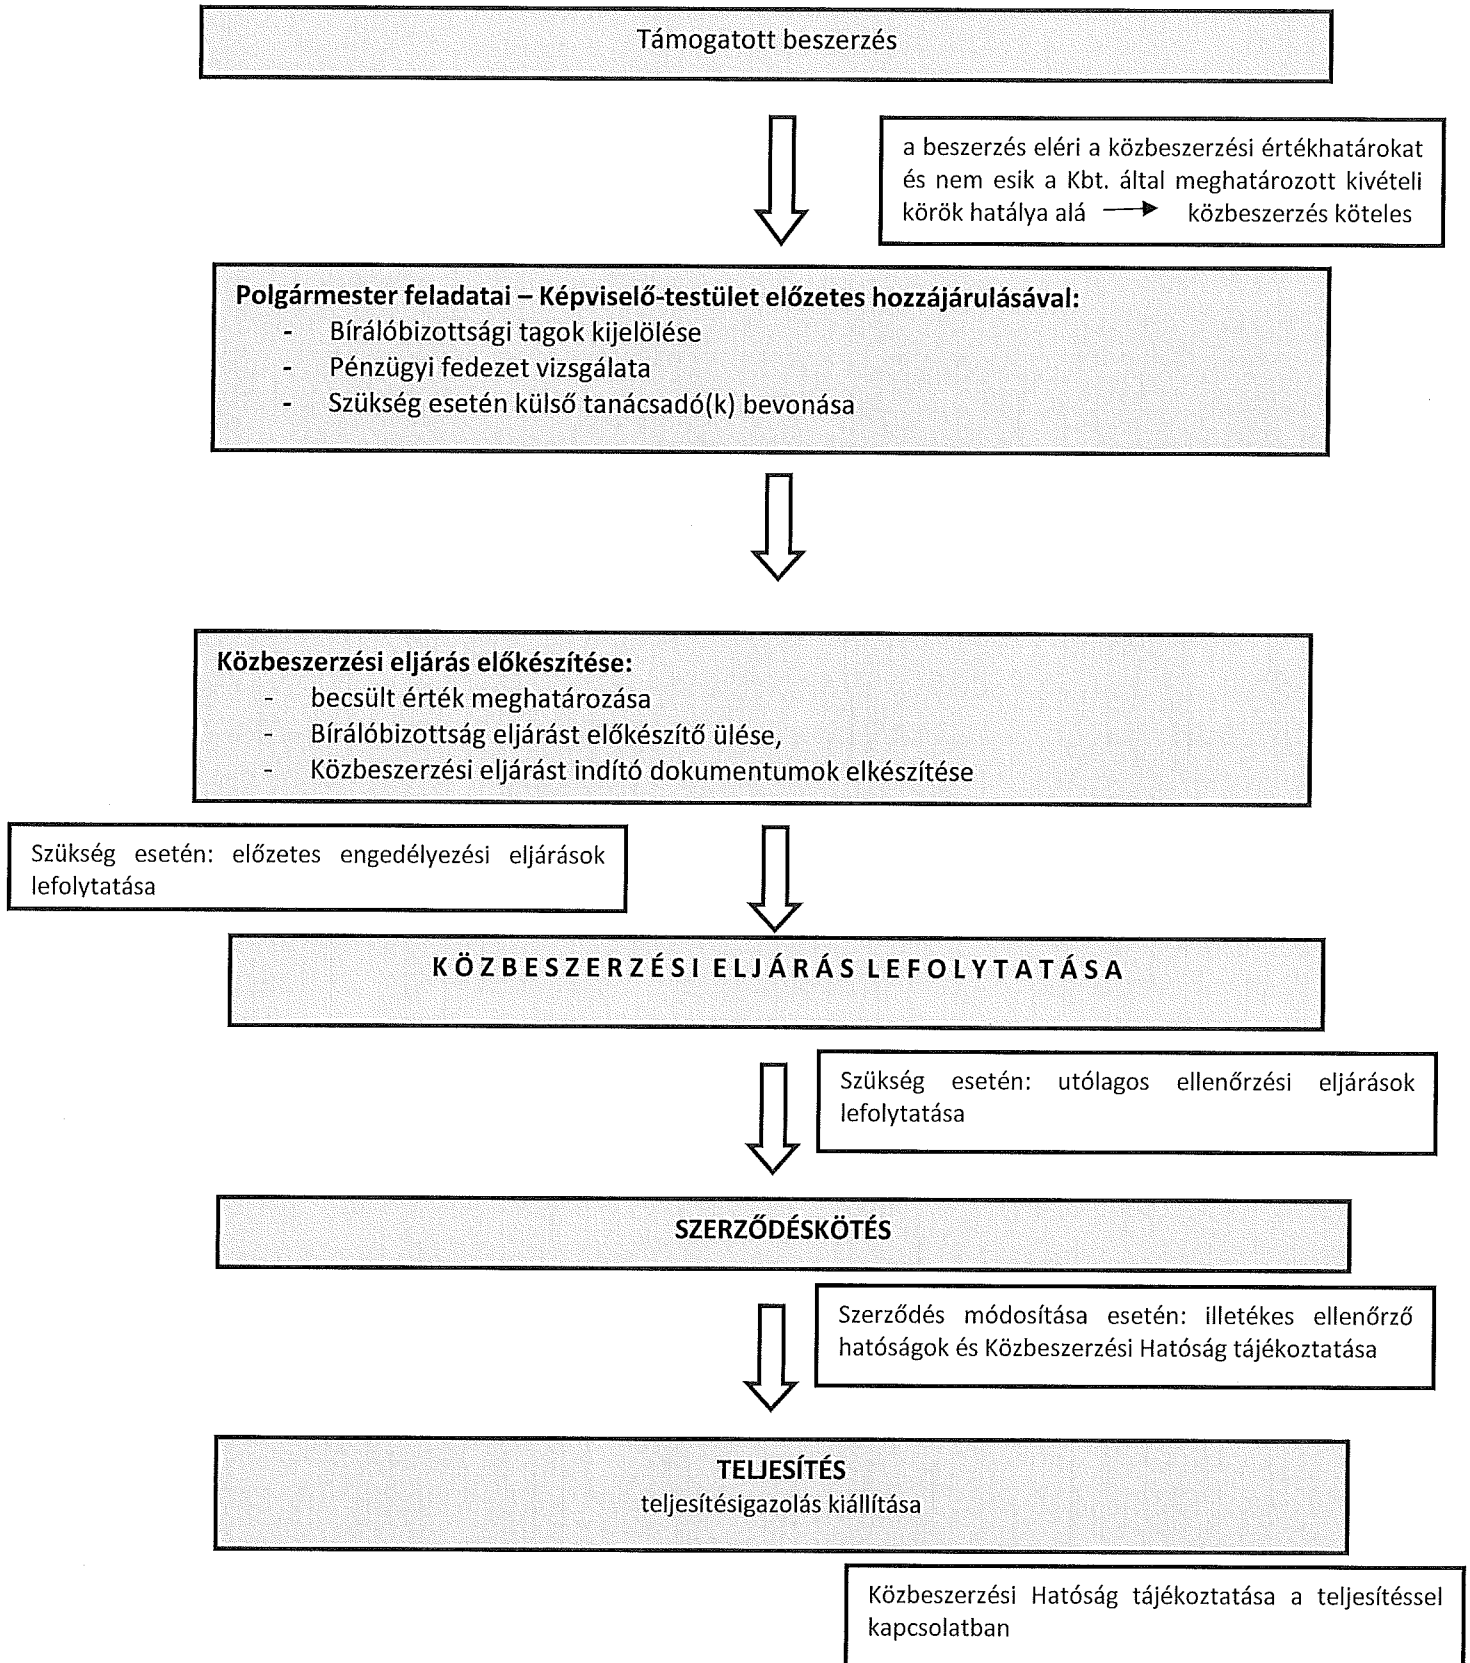 Támogatott beszerzés
a beszerzés eléri a közbeszerzési értékhatárokat
és nem esik a Kbt. által meghatározott kivételi
körök hatálya alá → közbeszerzés köteles
Polgármester feladatai – Képviselő-testület előzetes hozzájárulásával:
- Bírálóbizottsági tagok kijelölése
- Pénzügyi fedezet vizsgálata
- Szükség esetén külső tanácsadó(k) bevonása
Közbeszerzési eljárás előkészítése:
- becsült érték meghatározása
- Bírálóbizottság eljárást előkészítő ülése,
- Közbeszerzési eljárást indító dokumentumok elkészítése
Szükség esetén: előzetes engedélyezési eljárások
lefolytatása
KÖZBESZERZÉSI ELJÁRÁS LEFOLYTATÁSA
Szükség esetén: utólagos ellenőrzési eljárások
lefolytatása
SZERZŐDÉSKÖTÉS
Szerződés módosítása esetén: illetékes ellenőrző
hatóságok és Közbeszerzési Hatóság tájékoztatása
TELJESÍTÉS
teljesítésigazolás kiállítása
Közbeszerzési Hatóság tájékoztatása a teljesítéssel
kapcsolatban